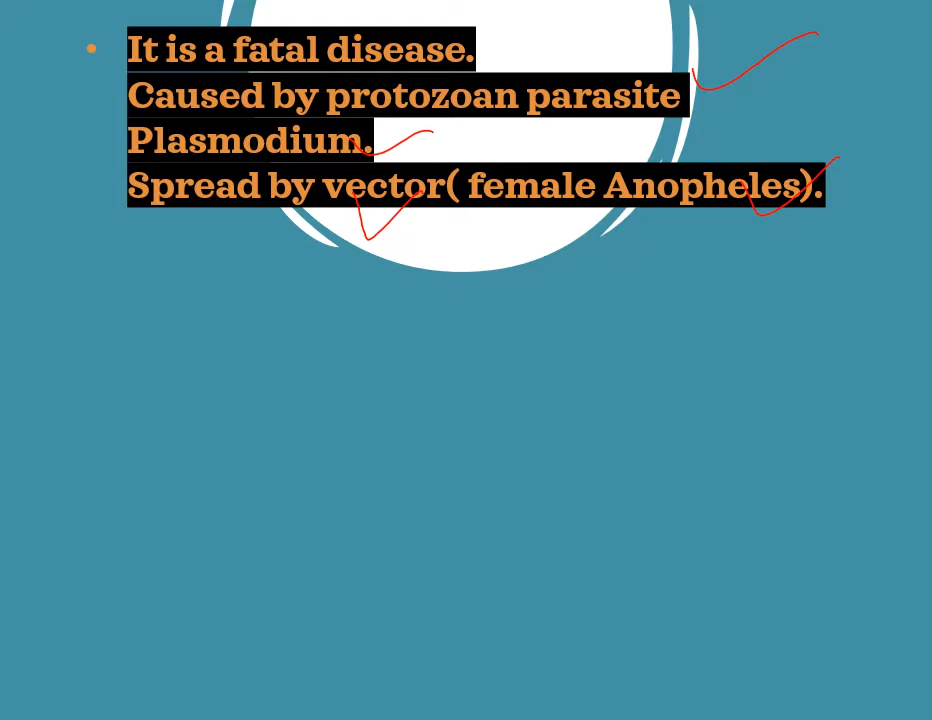 • It is a fatal disease.
Caused by protozoan parasite
Plasmodium.
Spread by vector( female Anopheles).